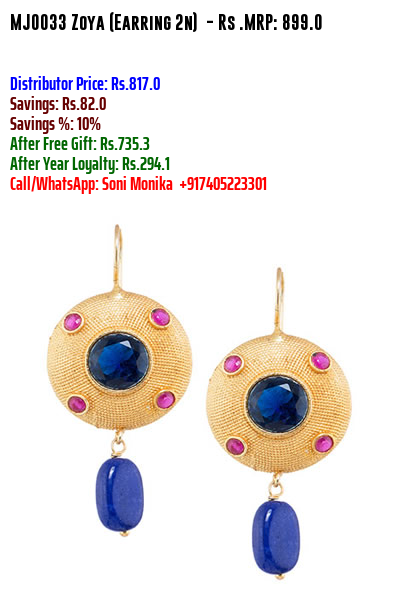 MJ0033 Zoya (Earring 2n) - Rs .MRP: 899.0
Distributor Price: Rs.817.0
Savings: Rs.82.0
Savings %: 10%
After Free Gift: Rs.735.3
After Year Loyalty: Rs.294.1
Call/WhatsApp: Soni Monika +917405223301